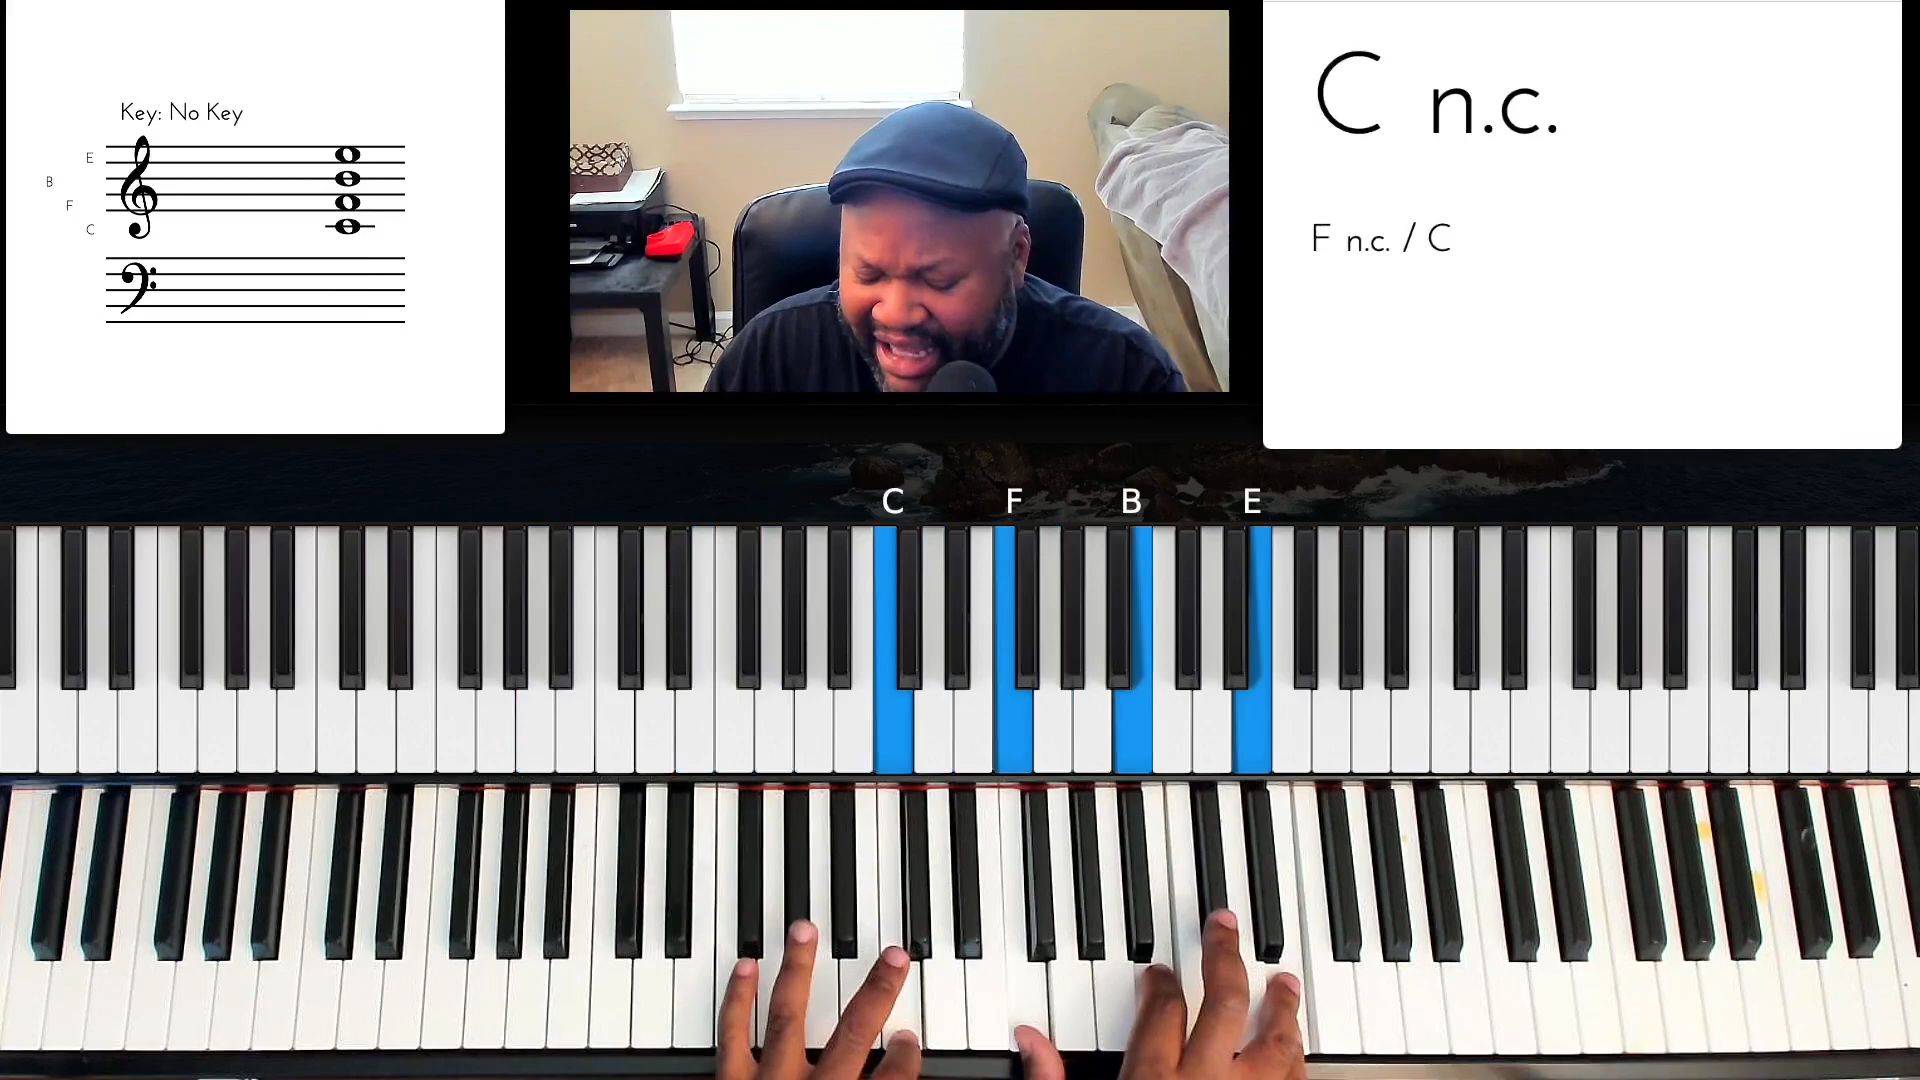 Key: No Key
E
B
F
C
C n.c.
F n.c. / C
C F B E